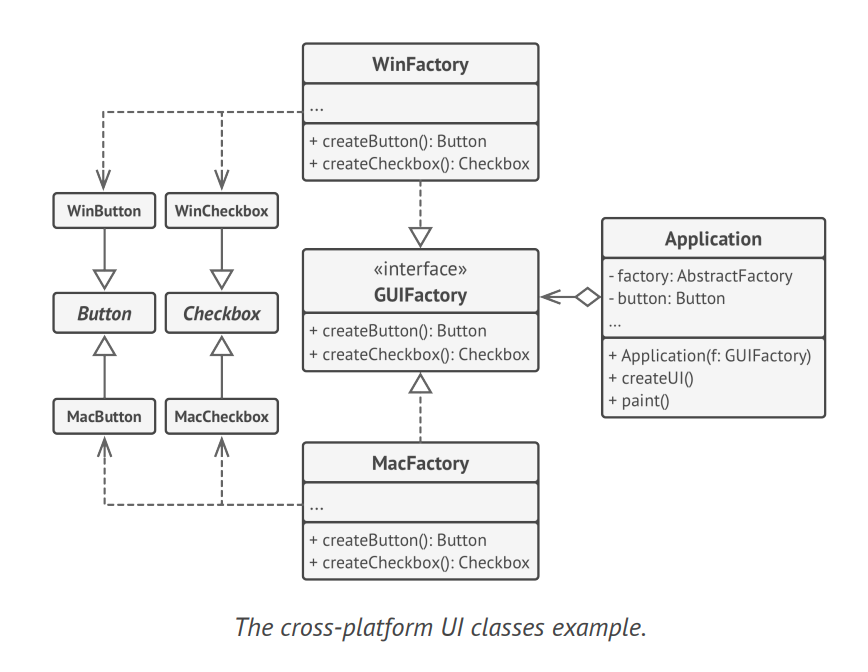 WinFactory
...
+ createButton(): Button
+ createCheckbox(): Checkbox
WinButton
WinCheckbox
Button
Checkbox
MacButton
MacCheckbox
«interface»
GUIFactory
+ createButton(): Button
+ createCheckbox(): Checkbox
Application
- factory: AbstractFactory
- button: Button
...
+ Application(f: GUIFactory)
+ createUI()
+ paint()
MacFactory
...
+ createButton(): Button
+ createCheckbox(): Checkbox
The cross-platform UI classes example.